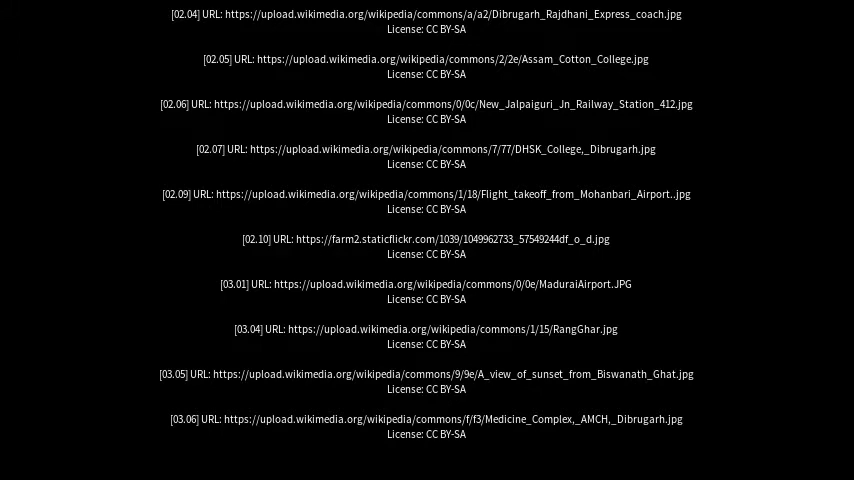 [02.04] URL: https://upload.wikimedia.org/wikipedia/commons/a/a2/Dibrugarh_Rajdhani_Express_coach.jpg
License: CC BY-SA
[02.05] URL: https://upload.wikimedia.org/wikipedia/commons/2/2e/Assam_Cotton_College.jpg
License: CC BY-SA
[02.06] URL: https://upload.wikimedia.org/wikipedia/commons/0/0c/New_Jalpaiguri_Jn_Railway_Station_412.jpg
License: CC BY-SA
[02.07] URL: https://upload.wikimedia.org/wikipedia/commons/7/77/DHSK_College,_Dibrugarh.jpg
License: CC BY-SA
[02.09] URL: https://upload.wikimedia.org/wikipedia/commons/1/18/Flight_takeoff_from_Mohanbari_Airport..jpg
License: CC BY-SA
[02.10] URL: https://farm2.staticflickr.com/1039/1049962733_57549244df_o_d.jpg
License: CC BY-SA
[03.01] URL: https://upload.wikimedia.org/wikipedia/commons/0/0e/MaduraiAirport.JPG
License: CC BY-SA
[03.04] URL: https://upload.wikimedia.org/wikipedia/commons/1/15/RangGhar.jpg
License: CC BY-SA
[03.05] URL: https://upload.wikimedia.org/wikipedia/commons/9/9e/A_view_of_sunset_from_Biswanath_Ghat.jpg
License: CC BY-SA
[03.06] URL: https://upload.wikimedia.org/wikipedia/commons/f/f3/Medicine_Complex,_AMCH,_Dibrugarh.jpg
License: CC BY-SA